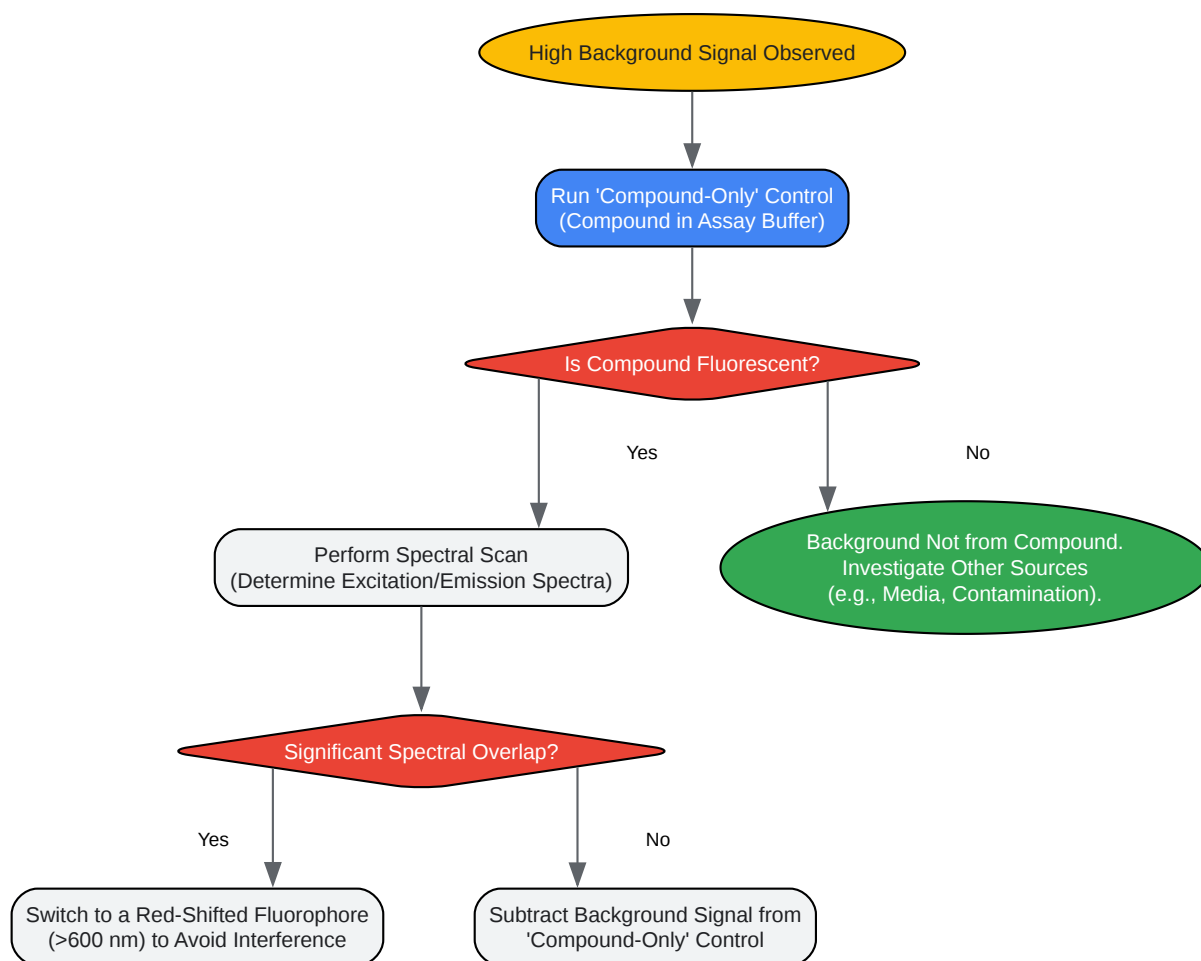 High Background Signal Observed
Run 'Compound-Only' Control
(Compound in Assay Buffer)
Is Compound Fluorescent?
Yes
No
Perform Spectral Scan
(Determine Excitation/Emission Spectra)
Background Not from Compound.
Investigate Other Sources
(e.g., Media, Contamination).
Significant Spectral Overlap?
Yes
No
Switch to a Red-Shifted Fluorophore
(>600 nm) to Avoid Interference
Subtract Background Signal from
'Compound-Only' Control